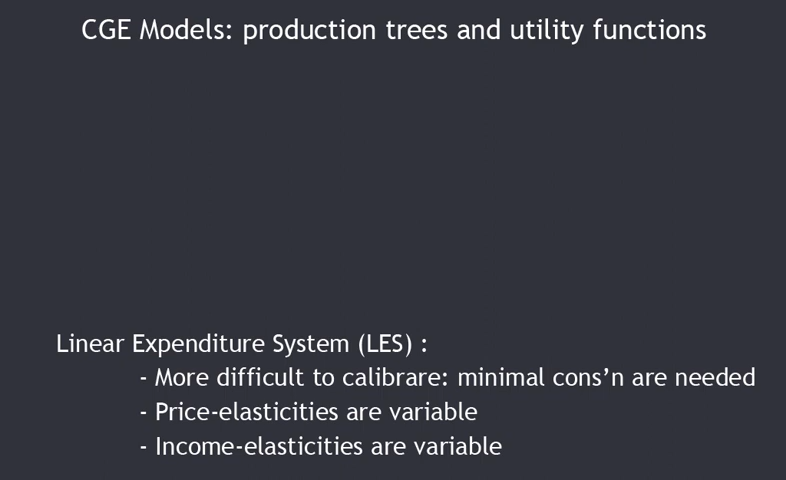 CGE Models: production trees and utility functions
Linear Expenditure System (LES) :
- More difficult to calibrare: minimal cons’n are needed
- Price-elasticities are variable
- Income-elasticities are variable